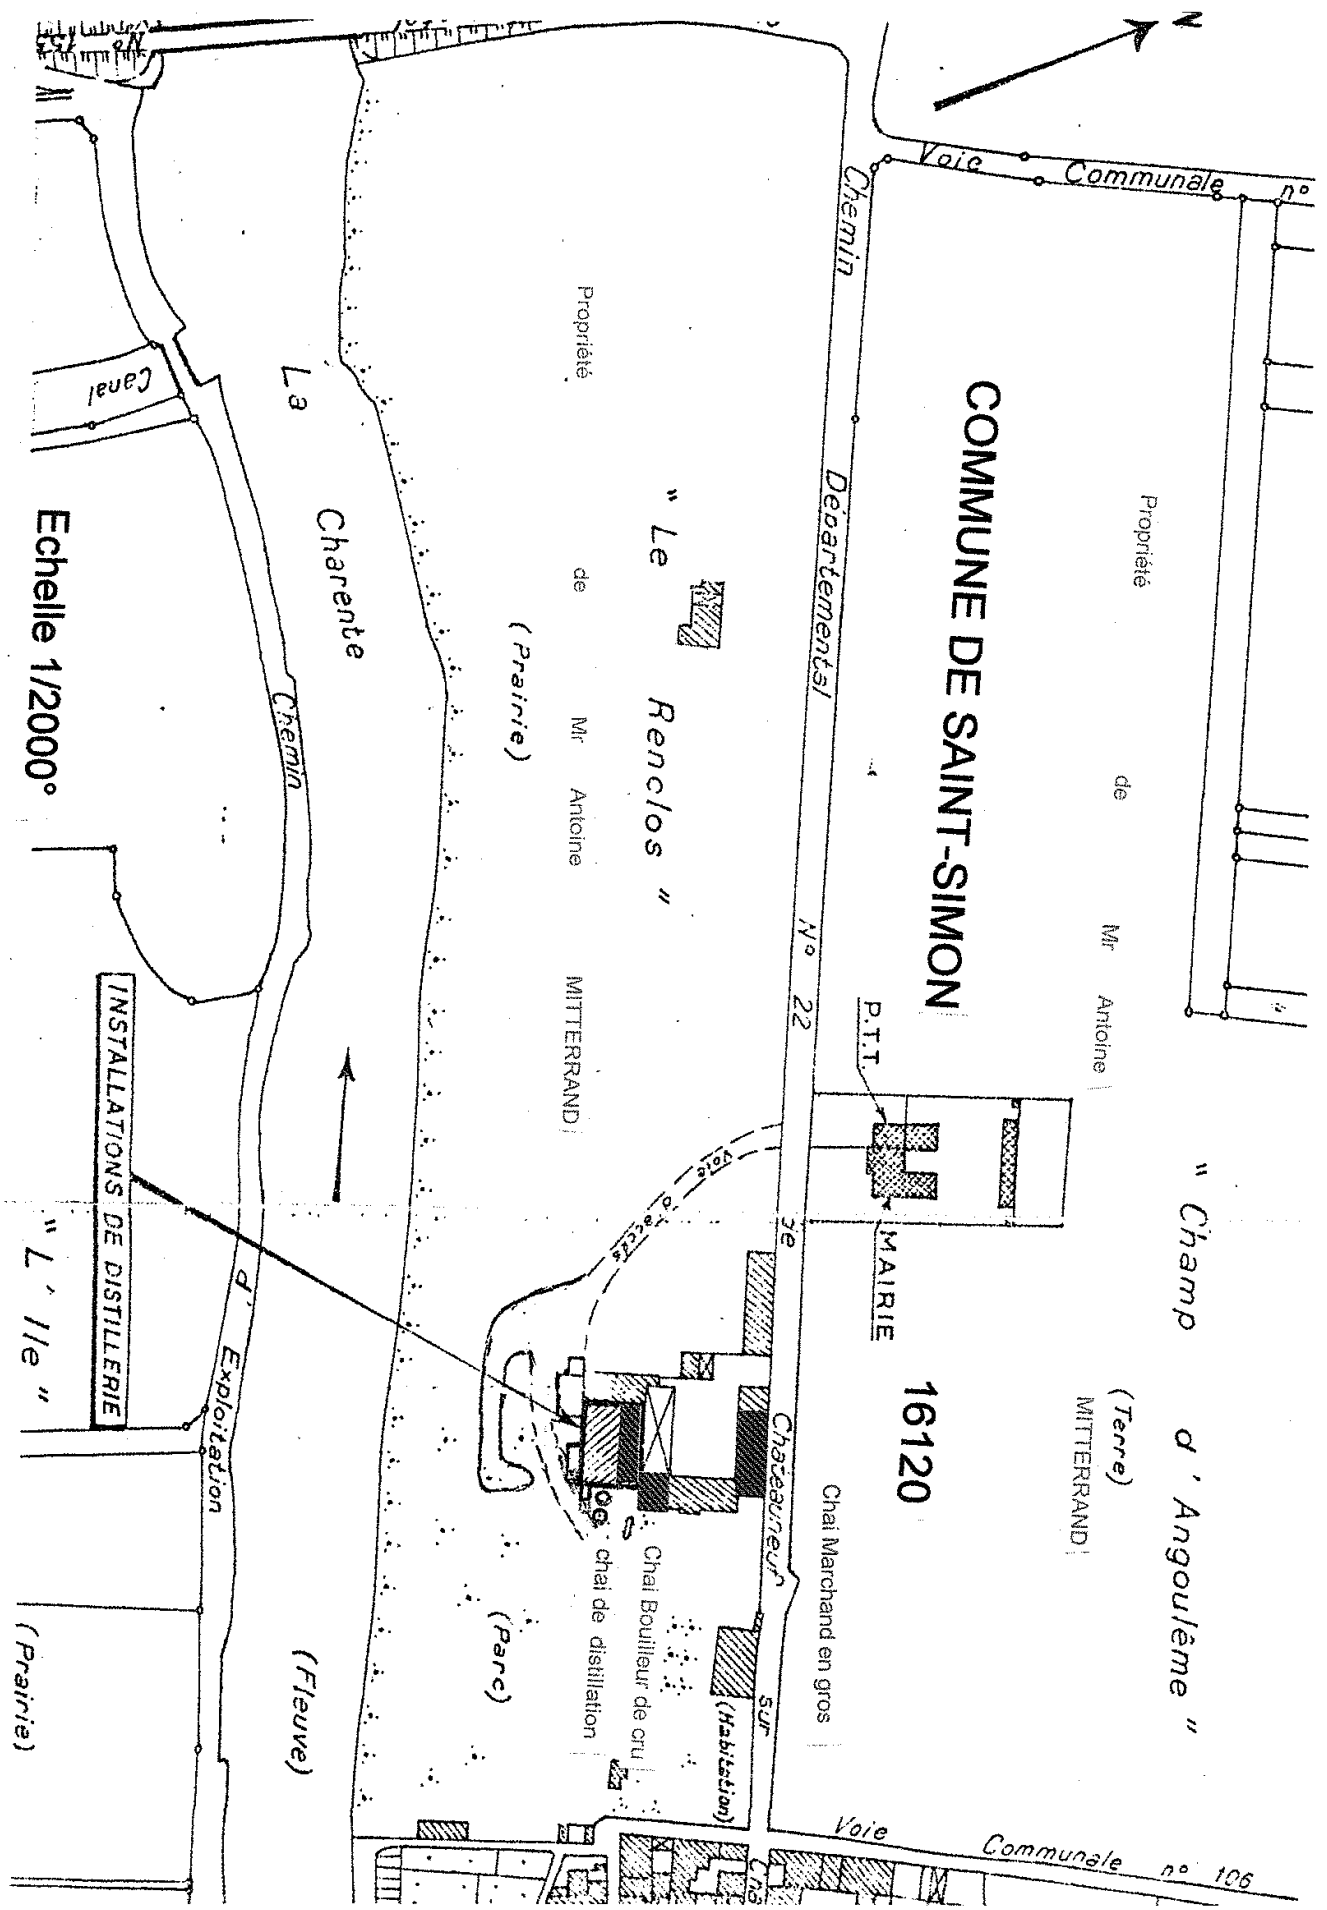 N
Voie Communale n°
Propriété de Mr Antoine MITTERRAND
" Champ d' Angoulême "
(Terre)
COMMUNE DE SAINT-SIMON 16120
P.T.T.
MAIRIE
Chemin Départemental N° 22 de Chateauneuf sur
Chai Marchand en gros
Voie Communale n° 106
" Le Renclos "
Propriété de Mr Antoine MITTERRAND
(Prairie)
voie d'accès
(Habitation)
Chai Bouilleur de cru
chai de distillation
(Parc)
La Charente
(Fleuve)
Chemin d' Exploitation
Canal
N° 153
INSTALLATIONS DE DISTILLERIE
Echelle 1/2000°
" L' Ile "
(Prairie)
Cha